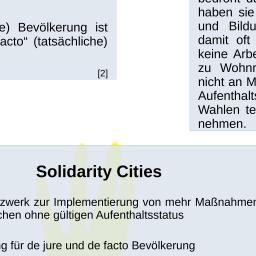 e) Bevölkerung ist
acto“ (tatsächliche)
[2]
haben sie
und Bildu
damit oft
keine Arbe
zu Wohnr
nicht an M
Aufenthalts
Wahlen te
nehmen.
Solidarity Cities
zwerk zur Implementierung von mehr Maßnahmen
chen ohne gültigen Aufenthaltsstatus
g für de jure und de facto Bevölkerung